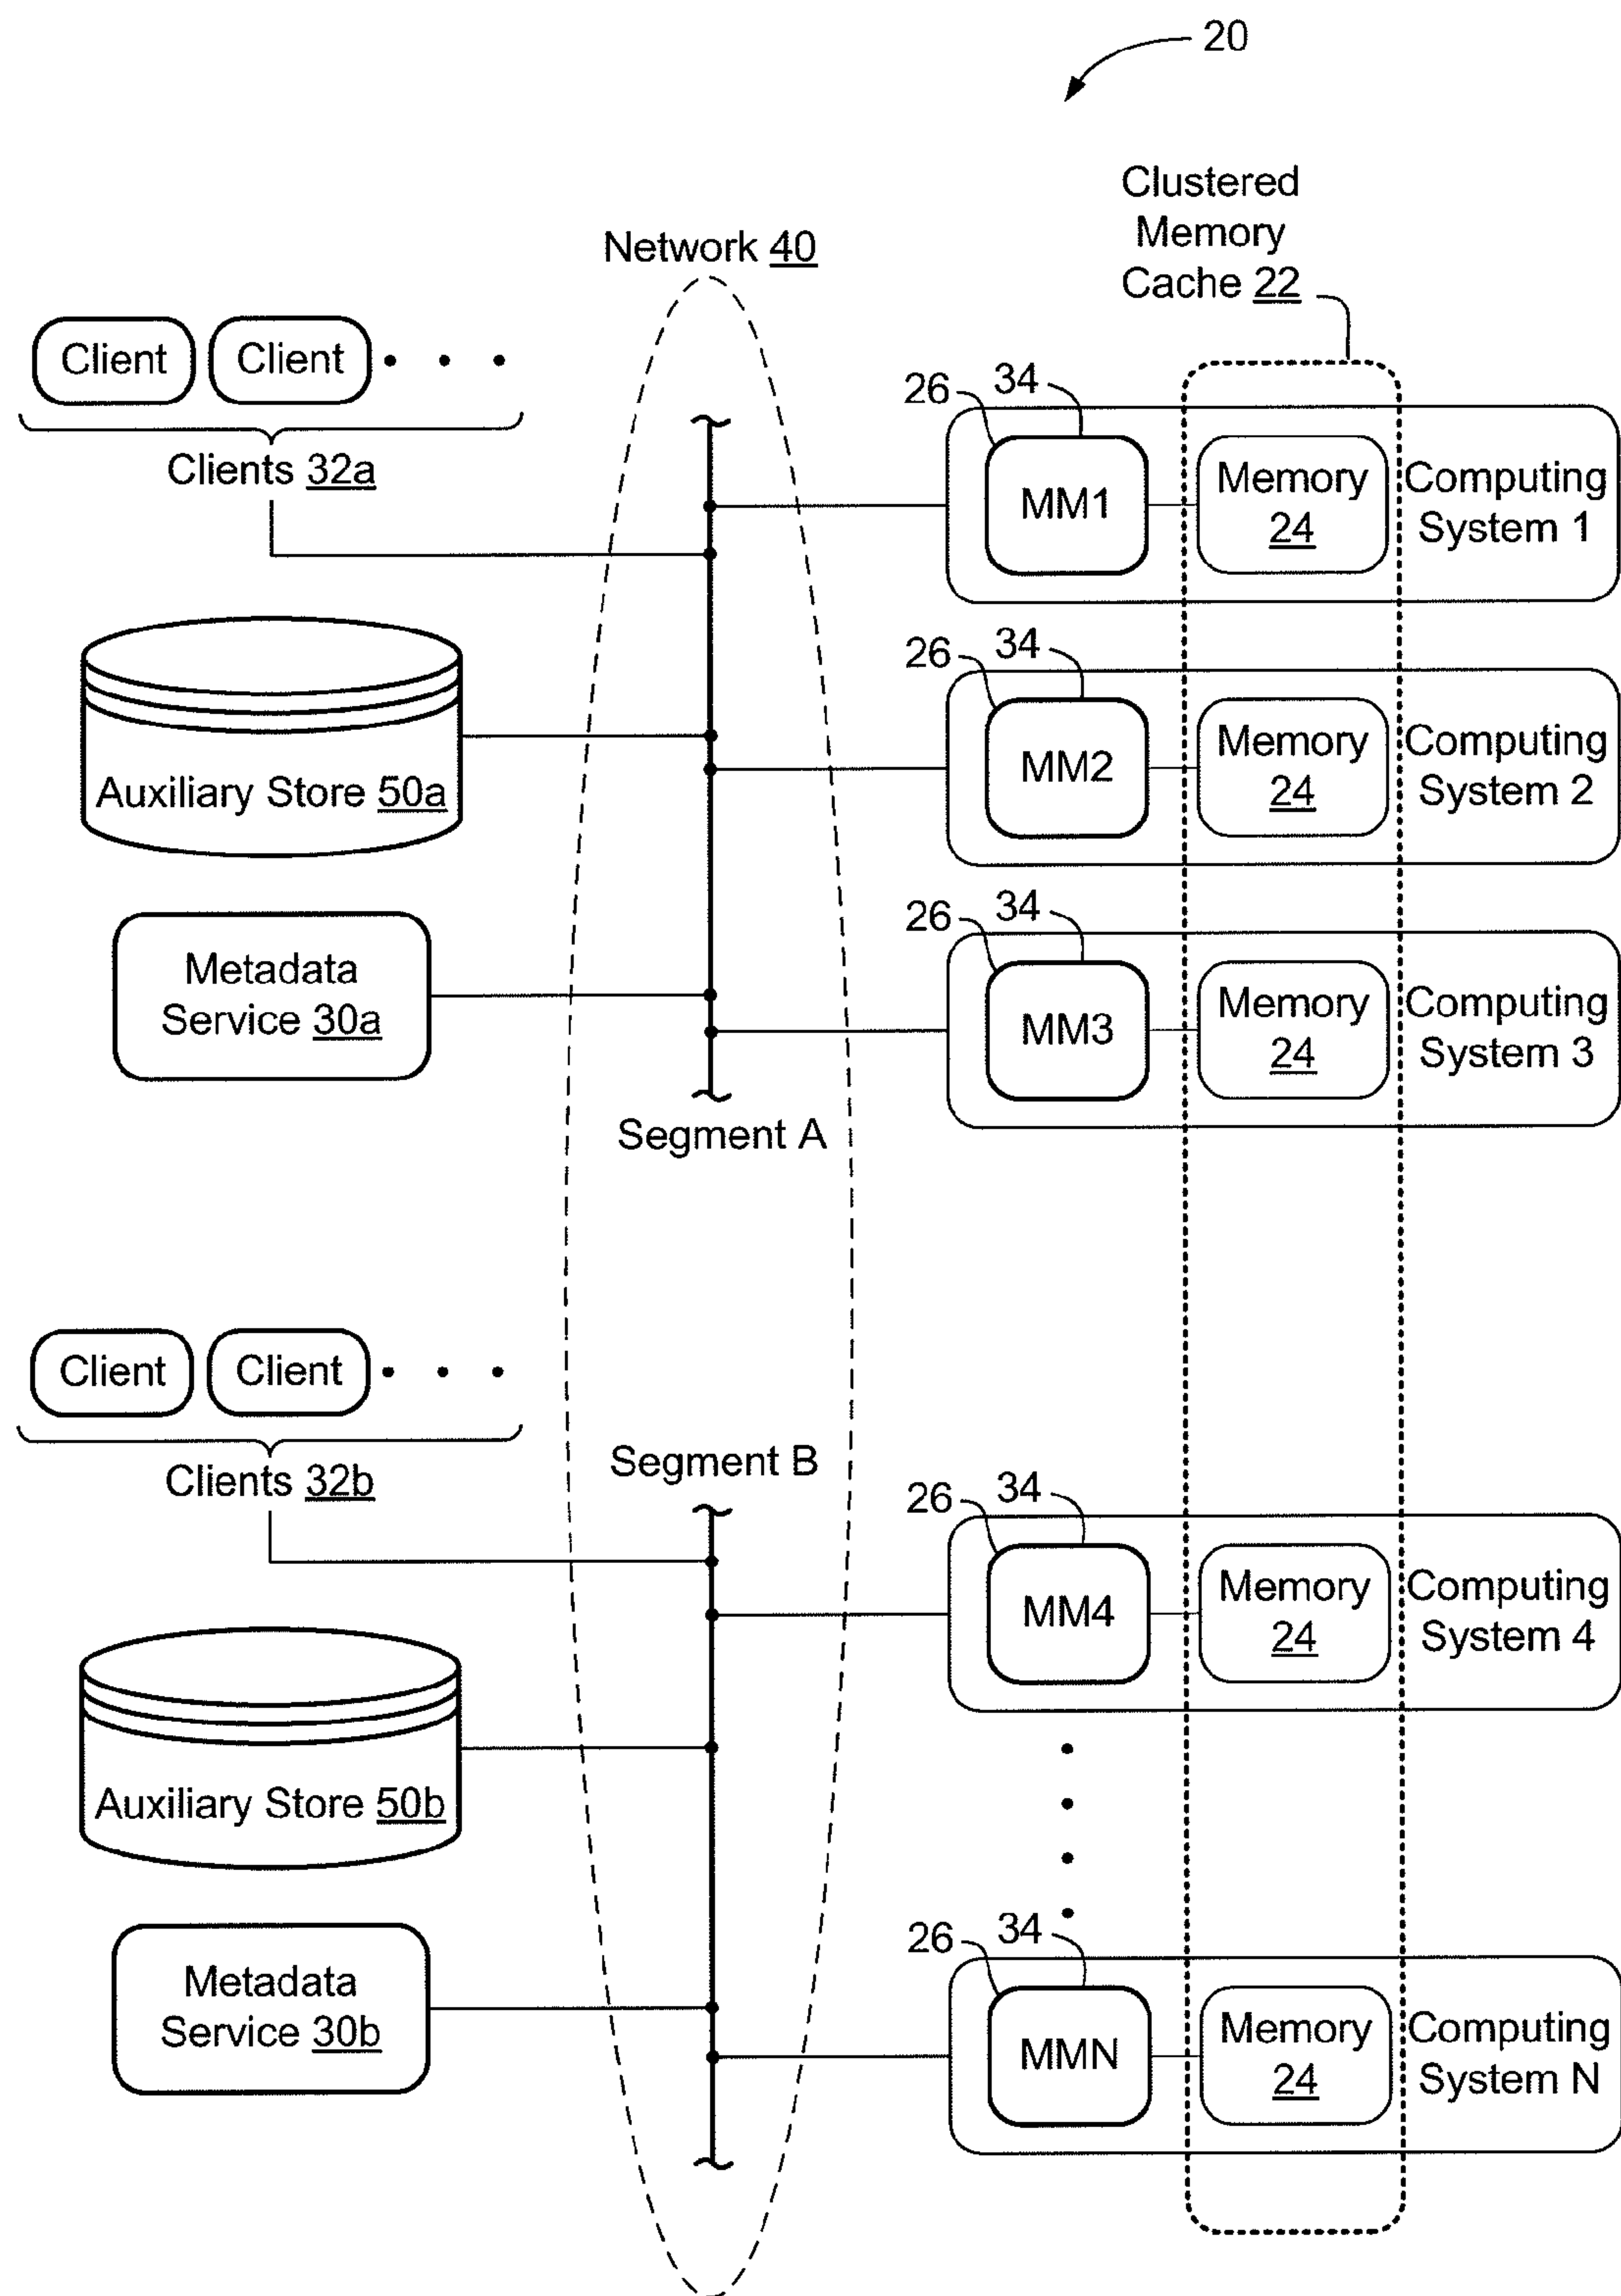 20
Clustered
Memory
Cache 22
Network 40
Client
Client
Clients 32a
26
34
MM1
Memory
24
Computing
System 1
Auxiliary Store 50a
26
34
MM2
Memory
24
Computing
System 2
Metadata
Service 30a
26
34
MM3
Memory
24
Computing
System 3
Segment A
Client
Client
Clients 32b
Segment B
26
34
MM4
Memory
24
Computing
System 4
Auxiliary Store 50b
Metadata
Service 30b
26
34
MMN
Memory
24
Computing
System N